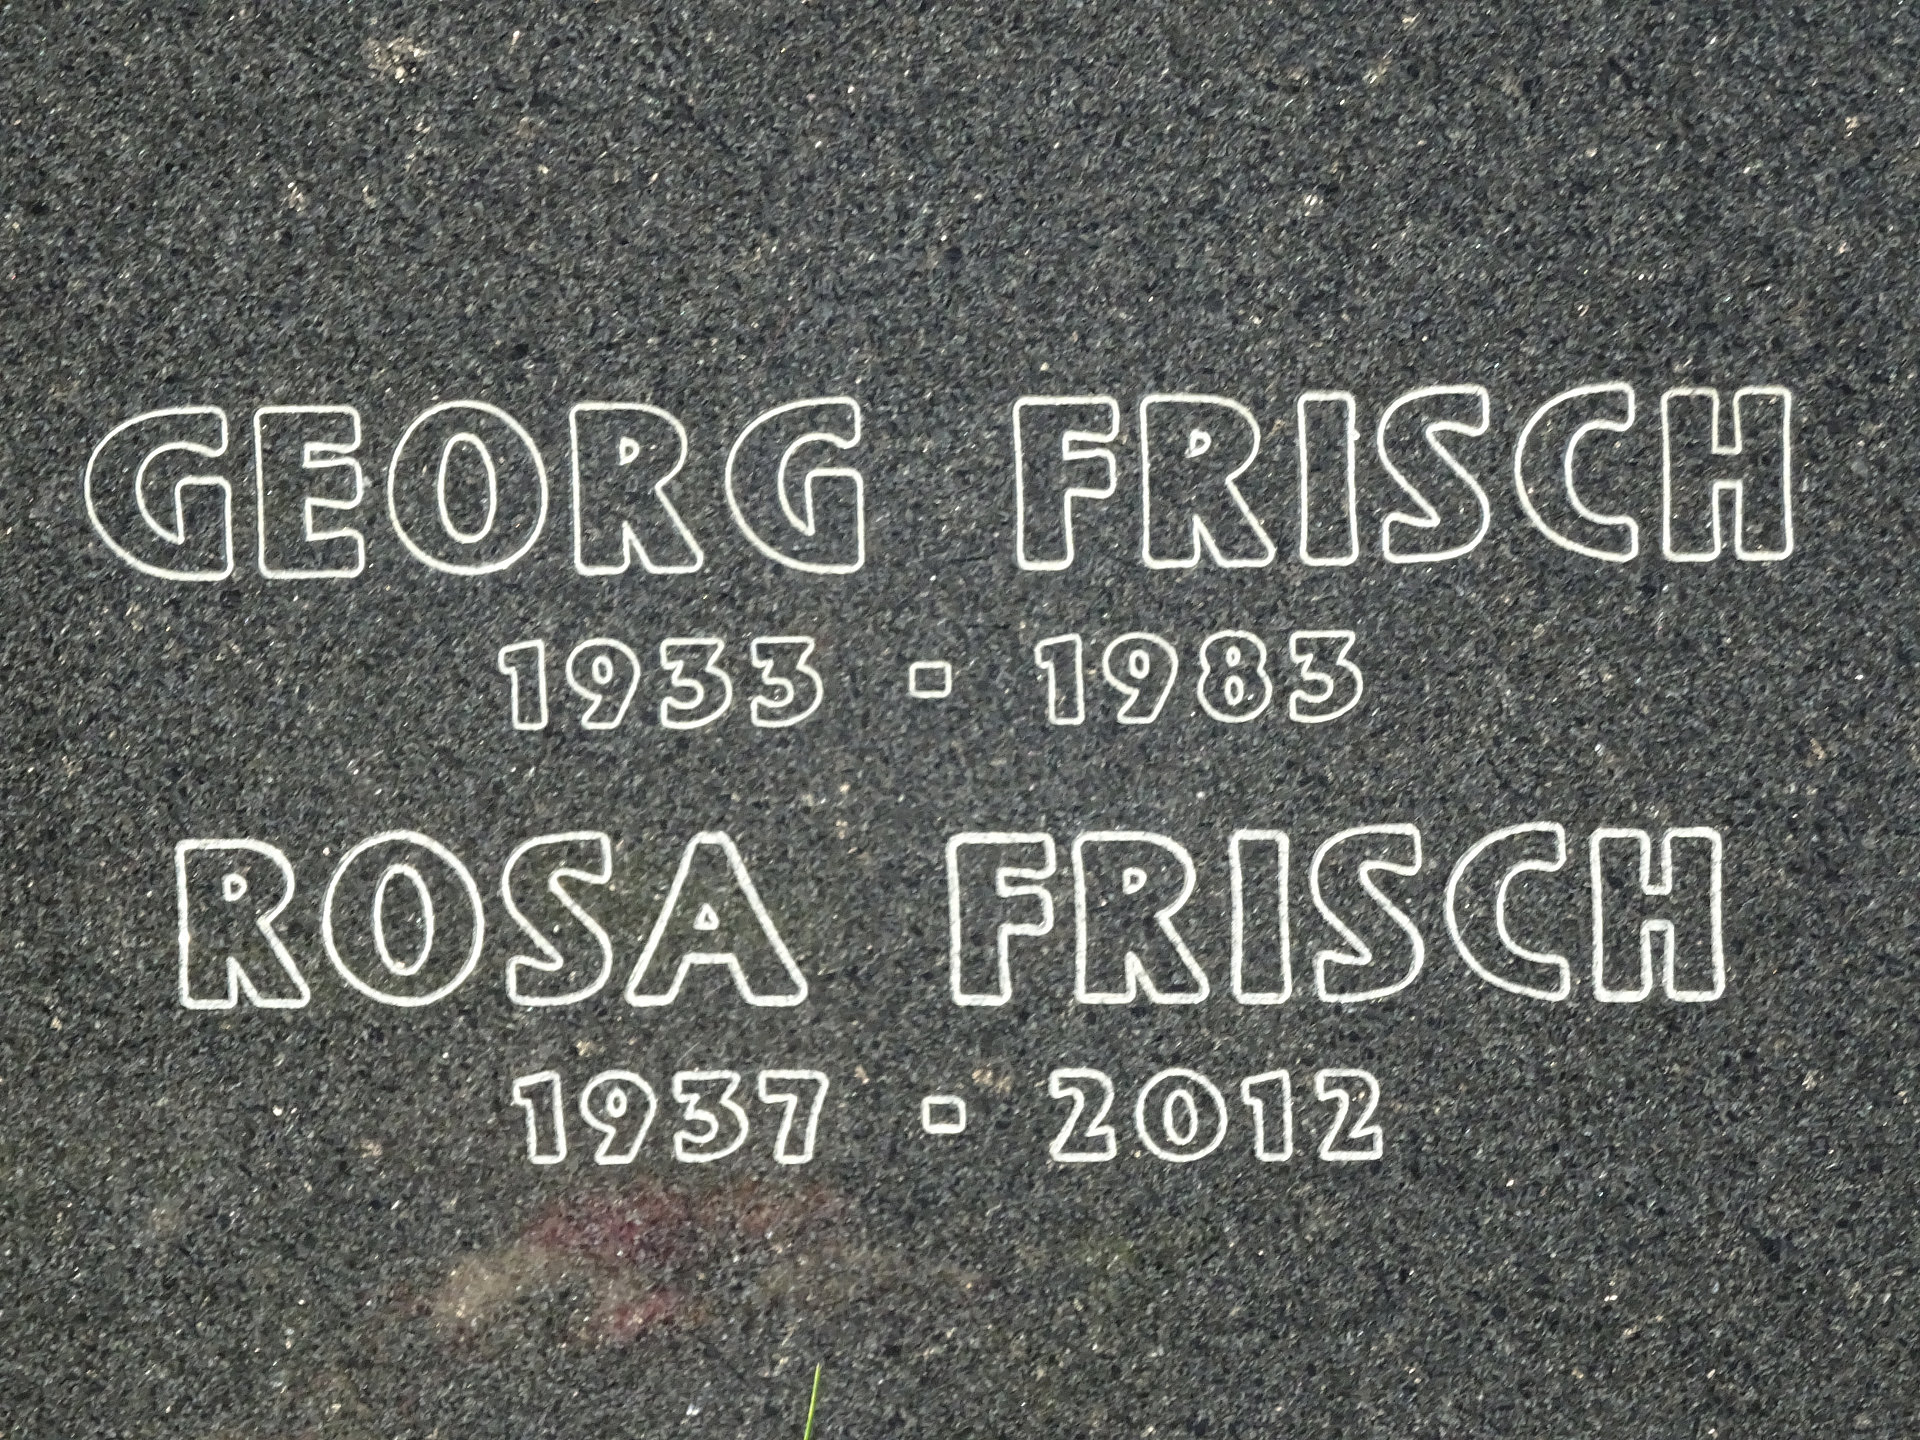 GEORG FRISCH
1933 - 1983
ROSA FRISCH
1937 - 2012